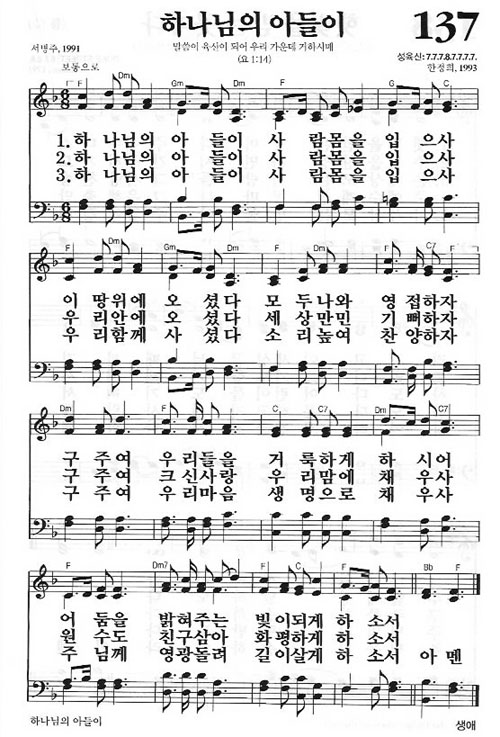 하나님의 아들이
137
서병주, 1991
말씀이 육신이 되어 우리 가운데 거하시매
(요 1:14)
성육신: 7.7.7.8.7.7.7.7.
한정희, 1993
보통으로
F Dm Gm Dm C F C F
1.하 나님의 아 들이 사 람몸을 입 으사
2.하 나님의 아 들이 사 람몸을 입 으사
3.하 나님의 아 들이 사 람몸을 입 으사
F Dm Gm Dm F C7 F
이 땅위에 오 셨다 모 두나와 영 접하자
우 리안에 오 셨다 세 상만민 기 뻐하자
우 리함께 사 셨다 소 리높여 찬 양하자
Dm F C C7 Dm C
구 주여 우 리들을 거 룩하게 하 시어
구 주여 크 신사랑 우 리맘에 채 우사
구 주여 우 리마음 생 명으로 채 우사
F Dm7 C F Bb F
어 둠을 밝 혀주는 빛 이되게 하 소서
원 수도 친 구삼아 화 평하게 하 소서
주 님께 영 광돌려 길 이살게 하 소서 아 멘
하나님의 아들이
생애